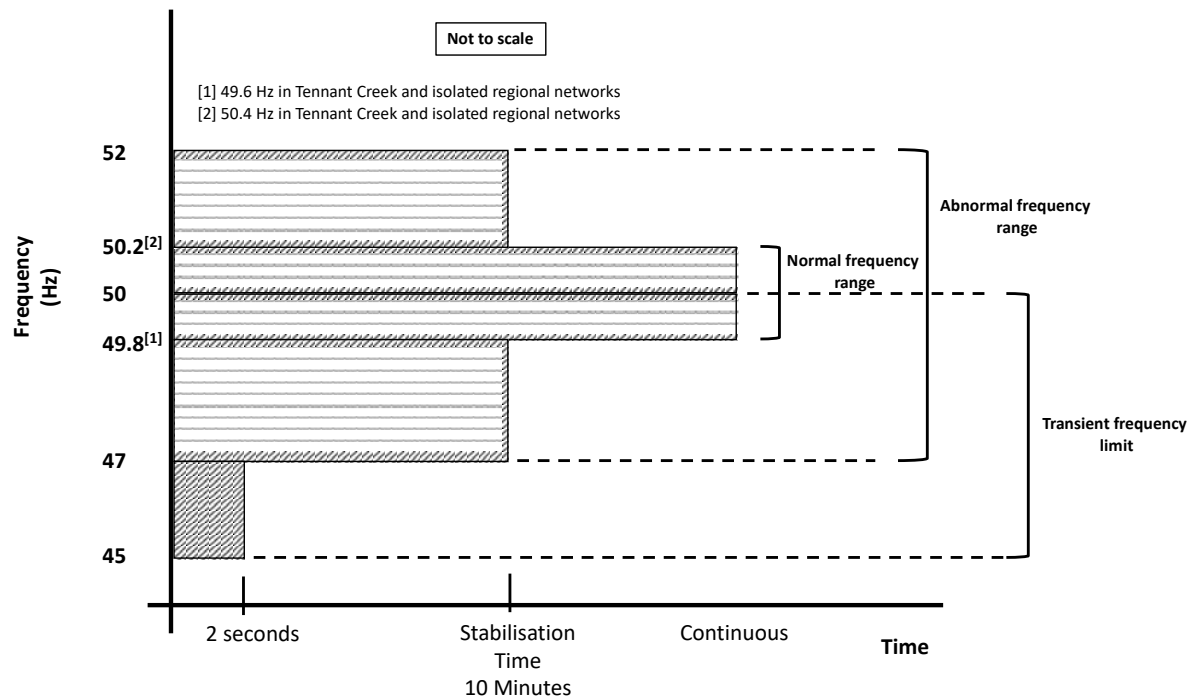 Not to scale
[1] 49.6 Hz in Tennant Creek and isolated regional networks
[2] 50.4 Hz in Tennant Creek and isolated regional networks
Frequency
(Hz)
52
50.2[2]
50
49.8[1]
47
45
Abnormal frequency
range
Normal frequency
range
Transient frequency
limit
2 seconds
Stabilisation
Time
10 Minutes
Continuous
Time